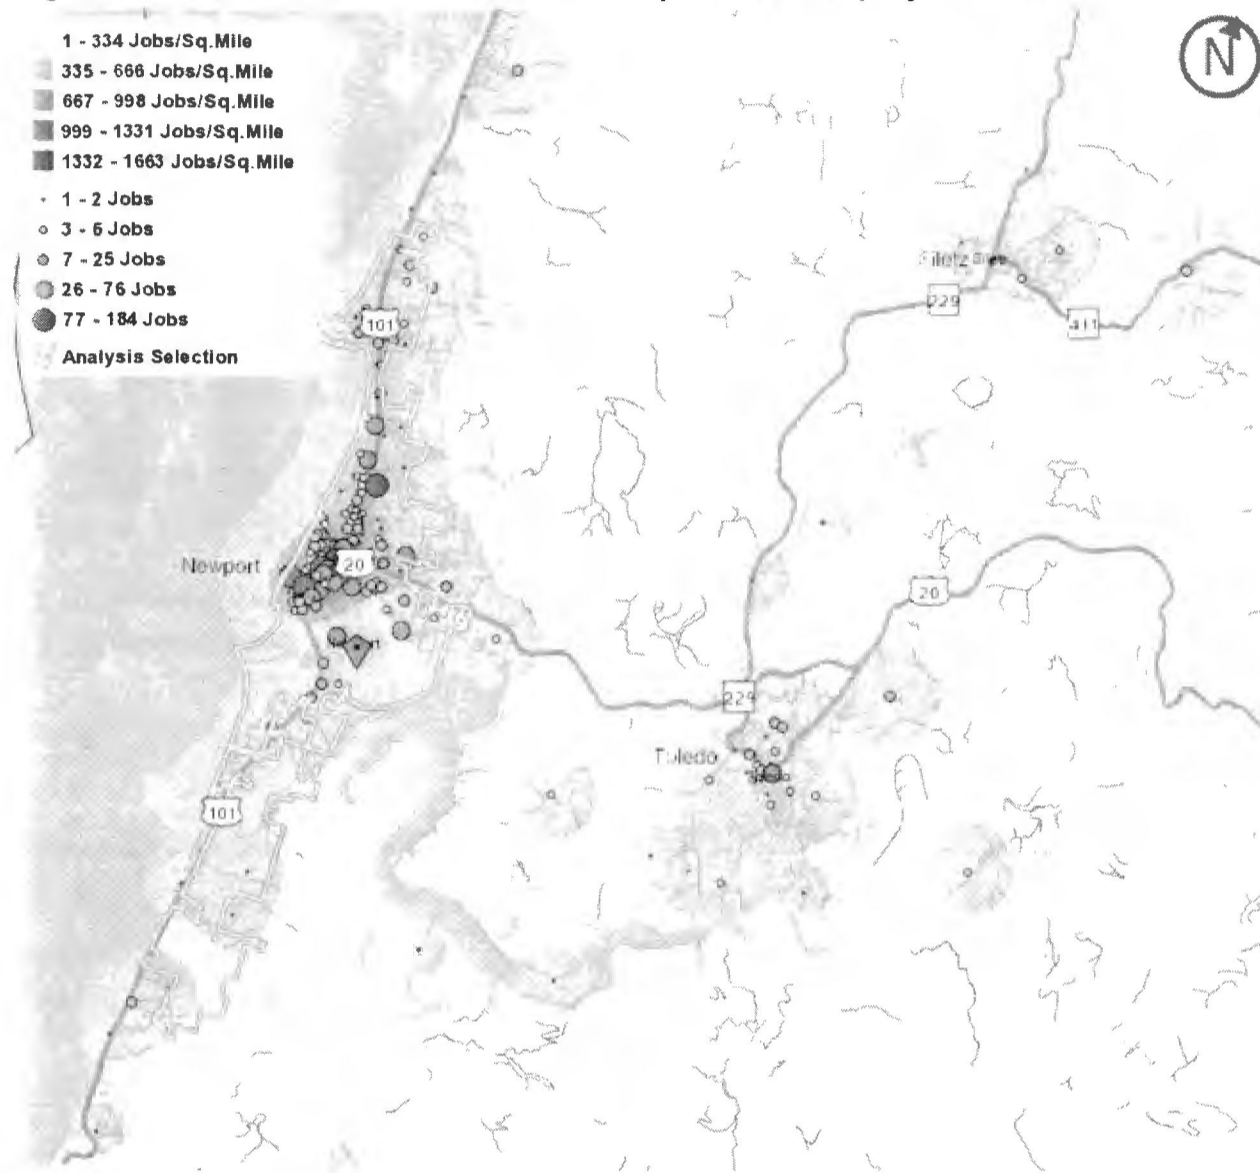 1 - 334 Jobs/Sq.Mile
335 - 666 Jobs/Sq.Mile
667 - 998 Jobs/Sq.Mile
999 - 1331 Jobs/Sq.Mile
1332 - 1663 Jobs/Sq.Mile
1 - 2 Jobs
3 - 6 Jobs
7 - 25 Jobs
26 - 76 Jobs
77 - 184 Jobs
Analysis Selection
N
Siletz
229
411
101
Newport
20
20
229
Toledo
101